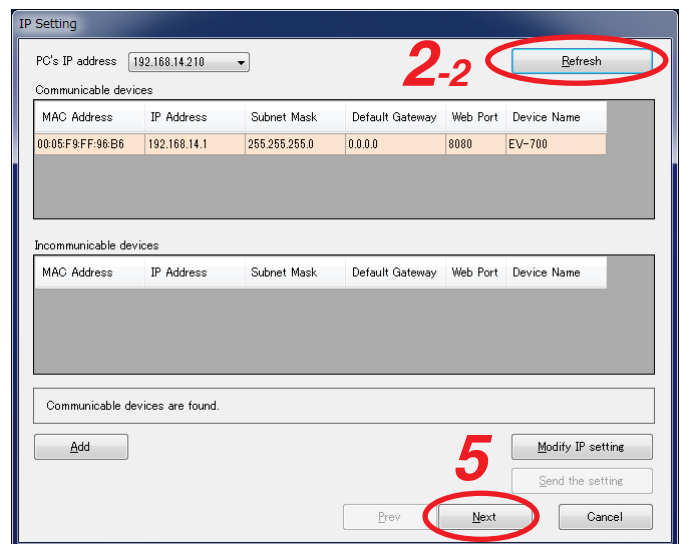 IP Setting
PC's IP address 192.168.14.210
2-2
Refresh
Communicable devices
MAC Address IP Address Subnet Mask Default Gateway Web Port Device Name
00:05:F9:FF:96:B6 192.168.14.1 255.255.255.0 0.0.0.0 8080 EV-700
Incommunicable devices
MAC Address IP Address Subnet Mask Default Gateway Web Port Device Name
Communicable devices are found.
Add
5
Modify IP setting
Send the setting
Prev Next Cancel